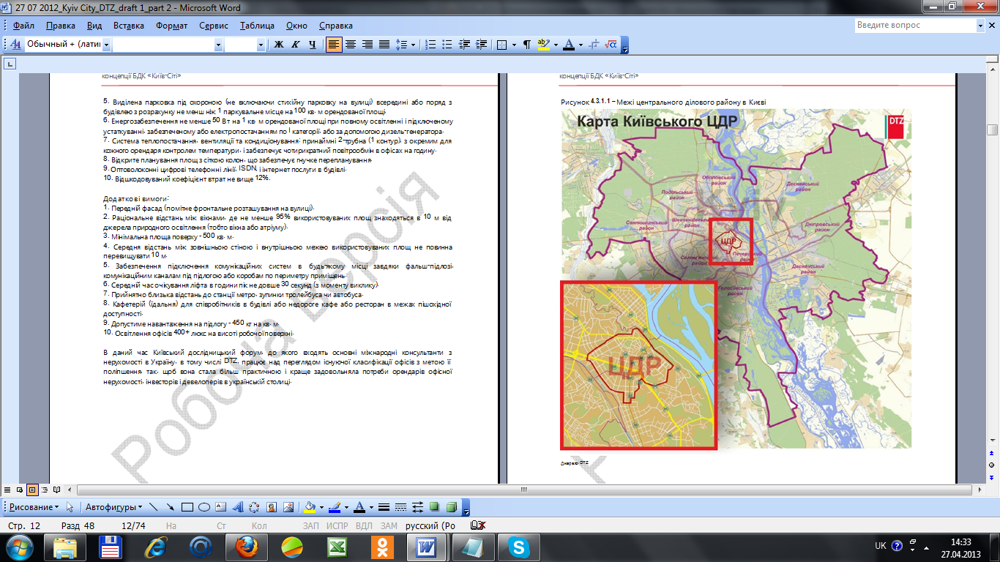 27 07 2012_Kyiv City_DTZ_draft 1_part 2 - Microsoft Word
Файл Правка Вид Вставка Формат Сервис Таблица Окно Справка
Введите вопрос
Обычный + (лати
Ж К Ч
концепції БДК «Київ-Сіті»
5. Виділена парковка під охороною (не включаючи стихійну парковку на вулиці) всередині або поряд з
будівлею з розрахунку не менш ніж 1 паркувальне місце на 100 кв. м орендованої площі.
6. Енергозабезпечення не менше 50 Вт на 1 кв. м орендованої площі при повному освітленні і підключеному
устаткуванні, забезпеченому або електропостачанням по I категорії, або за допомогою дизель-генератора.
7. Система теплопостачання, вентиляції та кондиціонування: принаймні 2-трубна (1 контур), з окремим для
кожного орендаря контролем температури, і забезпечує чотирикратний повітрообмін в офісах на годину.
8. Відкрите планування площ з сіткою колон, що забезпечує гнучке перепланування.
9. Оптоволоконні цифрові телефонні лінії, ISDN, і інтернет послуги в будівлі.
10. Відшкодовуваний коефіцієнт втрат не вище 12%.
Додаткові вимоги:
1. Передній фасад (помітне фронтальне розташування на вулиці).
2. Раціональне відстань між вікнами, де не менше 95% використовуваних площ знаходяться в 10 м від
джерела природного освітлення (тобто вікна або атріуму).
3. Мінімальна площа поверху - 500 кв. м.
4. Середня відстань між зовнішньою стіною і внутрішньою межею використовуваних площ не повинна
перевищувати 10 м.
5. Забезпечення підключення комунікаційних систем в будь-якому місці завдяки фальш-підлозі,
комунікаційним каналам під підлогою або коробам по периметру приміщень.
6. Середній час очікування ліфта в години пік не довше 30 секунд (з моменту виклику).
7. Прийнятно близька відстань до станції метро, зупинки тролейбуса чи автобуса.
8. Кафетерій (їдальня) для співробітників в будівлі або недороге кафе або ресторан в межах пішохідної
доступності.
9. Допустиме навантаження на підлогу - 450 кг на кв. м.
10. Освітлення офісів 400+ люкс на висоті робочої поверхні.
В даний час Київський дослідницький форум, до якого входять основні міжнародні консультанти з
нерухомості в Україну, в тому числі DTZ, працює над переглядом існуючої класифікації офісів з метою її
поліпшення, так, щоб вона стала більш практичною і краще задовольняла потреби орендарів офісної
нерухомості, інвесторів і девелоперів в українській столиці.
Робоча версія
концепції БДК «Київ-Сіті»
Рисунок 4.3.1.1 – Межі центрального ділового району в Києві
Карта Київського ЦДР
DTZ
Оболонський
район
Подільський
район
Деснянський
район
Святошинський
район
Шевченківський
район
Дніпровський
район
ЦДР
Печерський
район
Солом'янський
район
Деснянський
район
Голосіївський
район
ЦДР
Джерело: DTZ
Рисование Автофигуры
Стр. 12 Разд 48 12/74 На Ст Кол ЗАП ИСПР ВДЛ ЗАМ русский (Ро
UK
14:33
27.04.2013